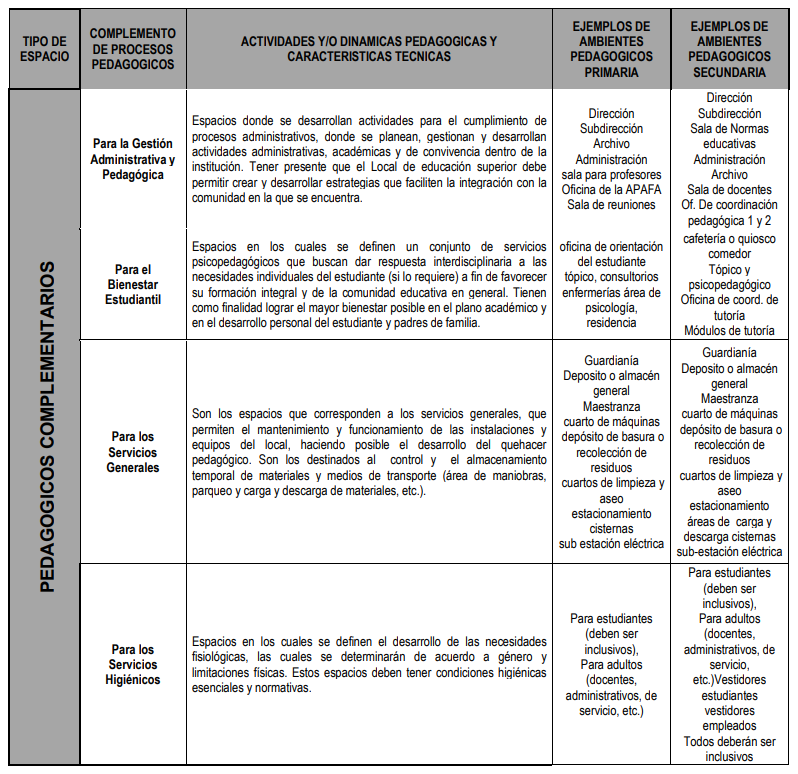 TIPO DE
ESPACIO
COMPLEMENTO
DE PROCESOS
PEDAGOGICOS
ACTIVIDADES Y/O DINAMICAS PEDAGOGICAS Y
CARACTERISTICAS TECNICAS
EJEMPLOS DE
AMBIENTES
PEDAGOGICOS
PRIMARIA
EJEMPLOS DE
AMBIENTES
PEDAGOGICOS
SECUNDARIA
PEDAGOGICOS COMPLEMENTARIOS
Para la Gestión
Administrativa y
Pedagógica
Espacios donde se desarrollan actividades para el cumplimiento de
procesos administrativos, donde se planean, gestionan y desarrollan
actividades administrativas, académicas y de convivencia dentro de la
institución. Tener presente que el Local de educación superior debe
permitir crear y desarrollar estrategias que faciliten la integración con la
comunidad en la que se encuentra.
Dirección
Subdirección
Archivo
Administración
sala para profesores
Oficina de la APAFA
Sala de reuniones
Dirección
Subdirección
Sala de Normas
educativas
Administración
Archivo
Sala de docentes
Of. De coordinación
pedagógica 1 y 2
Para el
Bienestar
Estudiantil
Espacios en los cuales se definen un conjunto de servicios
psicopedagógicos que buscan dar respuesta interdisciplinaria a las
necesidades individuales del estudiante (si lo requiere) a fin de favorecer
su formación integral y de la comunidad educativa en general. Tienen
como finalidad lograr el mayor bienestar posible en el plano académico y
en el desarrollo personal del estudiante y padres de familia.
oficina de orientación
del estudiante
tópico, consultorios
enfermerías área de
psicología,
residencia
cafetería o quiosco
comedor
Tópico y
psicopedagógico
Oficina de coord. de
tutoría
Módulos de tutoría
Para los
Servicios
Generales
Son los espacios que corresponden a los servicios generales, que
permiten el mantenimiento y funcionamiento de las instalaciones y
equipos del local, haciendo posible el desarrollo del quehacer
pedagógico. Son los destinados al control y el almacenamiento
temporal de materiales y medios de transporte (área de maniobras,
parqueo y carga y descarga de materiales, etc.).
Guardianía
Deposito o almacén
general
Maestranza
cuarto de máquinas
depósito de basura o
recolección de
residuos
cuartos de limpieza y
aseo
estacionamiento
cisternas
sub estación eléctrica
Guardianía
Deposito o almacén
general
Maestranza
cuarto de máquinas
depósito de basura o
recolección de
residuos
cuartos de limpieza y
aseo
estacionamiento
áreas de carga y
descarga cisternas
sub-estación eléctrica
Para los
Servicios
Higiénicos
Espacios en los cuales se definen el desarrollo de las necesidades
fisiológicas, las cuales se determinarán de acuerdo a género y
limitaciones físicas. Estos espacios deben tener condiciones higiénicas
esenciales y normativas.
Para estudiantes
(deben ser
inclusivos),
Para adultos
(docentes,
administrativos, de
servicio, etc.)
Para estudiantes
(deben ser
inclusivos),
Para adultos
(docentes,
administrativos, de
servicio,
etc.)Vestidores
estudiantes
vestidores
empleados
Todos deberán ser
inclusivos